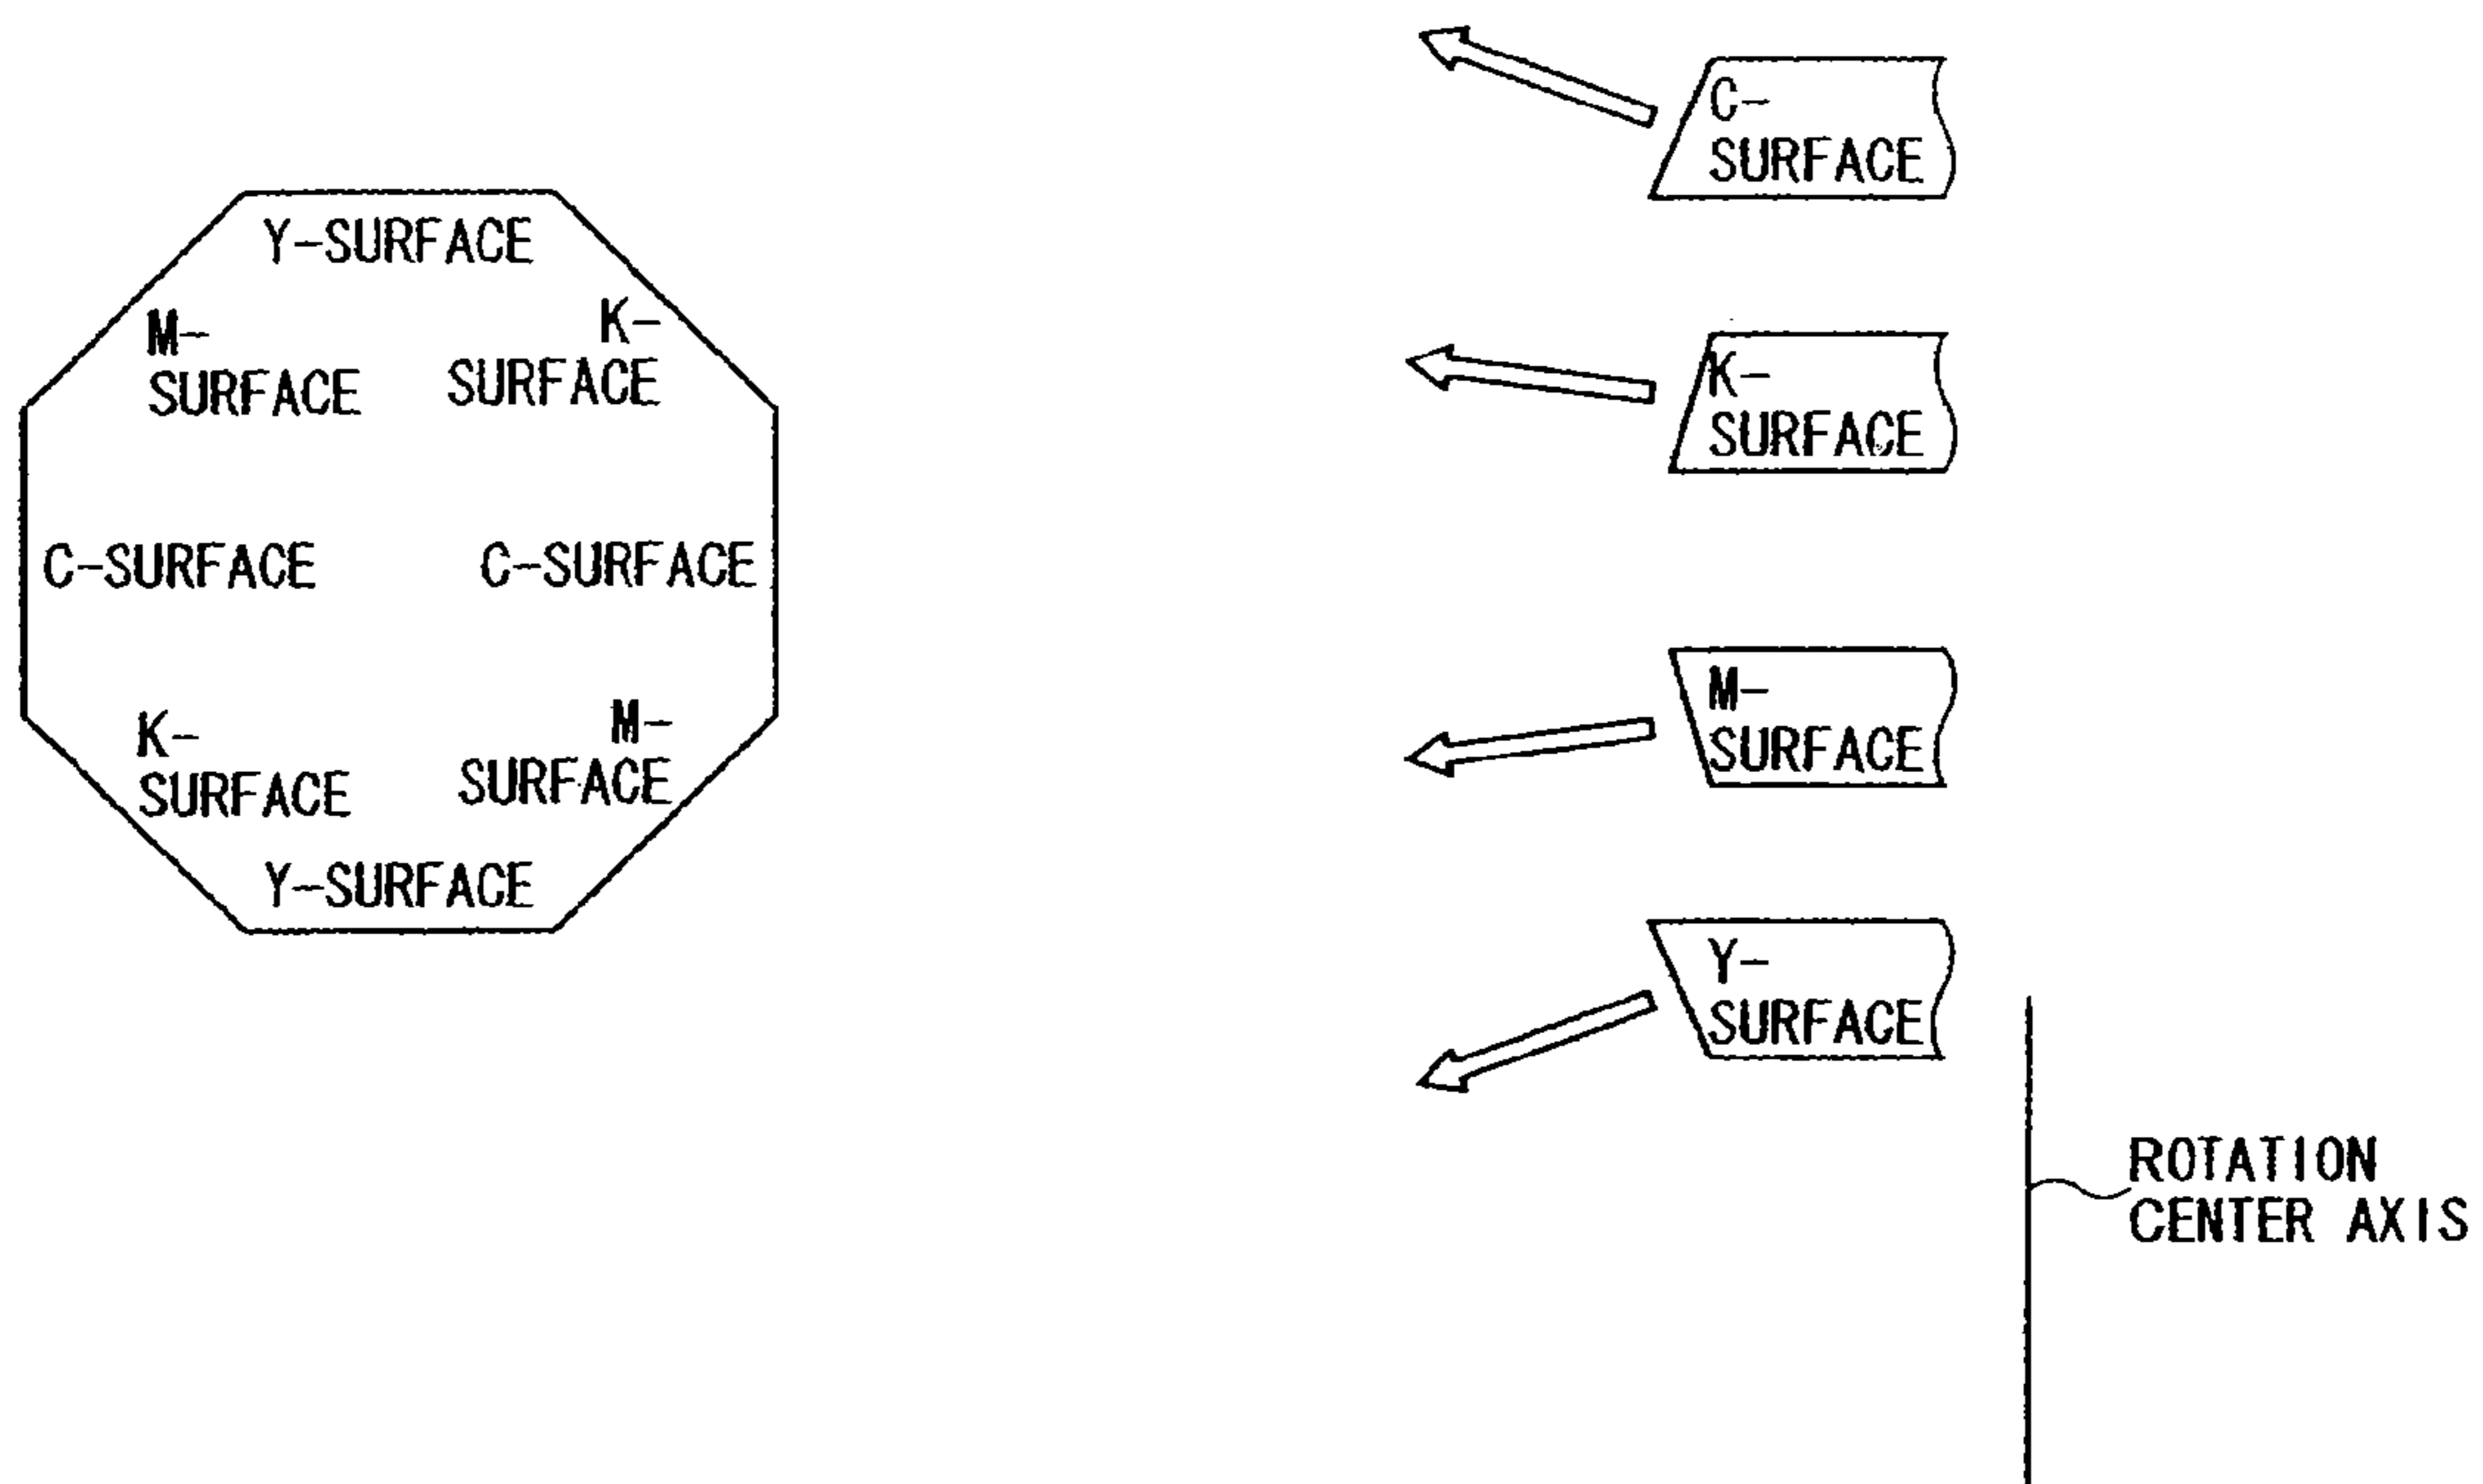 Y-SURFACE
M-
SURFACE
K-
SURFACE
C-SURFACE
C-SURFACE
K-
SURFACE
M-
SURFACE
Y-SURFACE
C-
SURFACE
K-
SURFACE
M-
SURFACE
Y-
SURFACE
ROTATION
CENTER AXIS